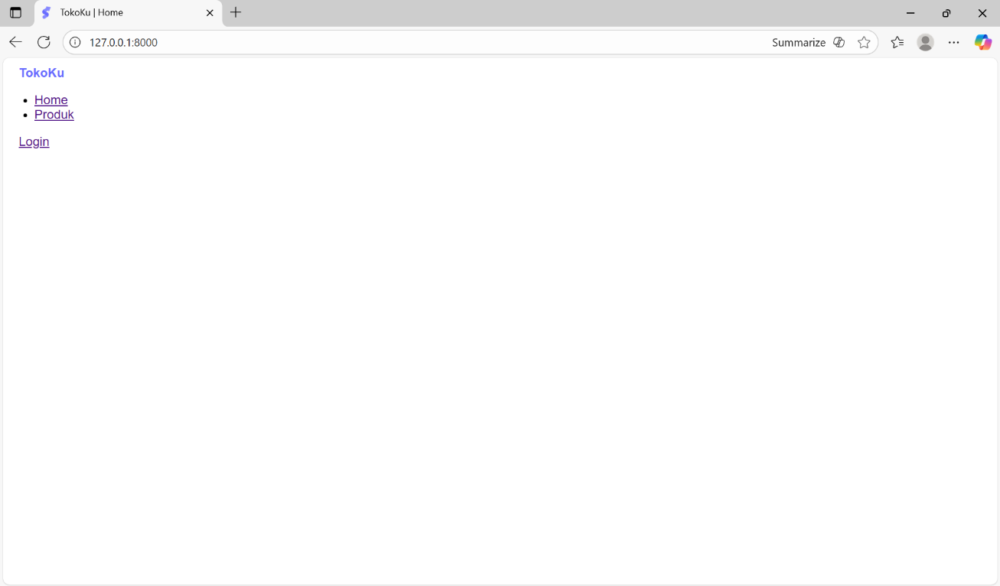 TokoKu | Home
127.0.0.1:8000
Summarize
TokoKu
Home
Produk
Login